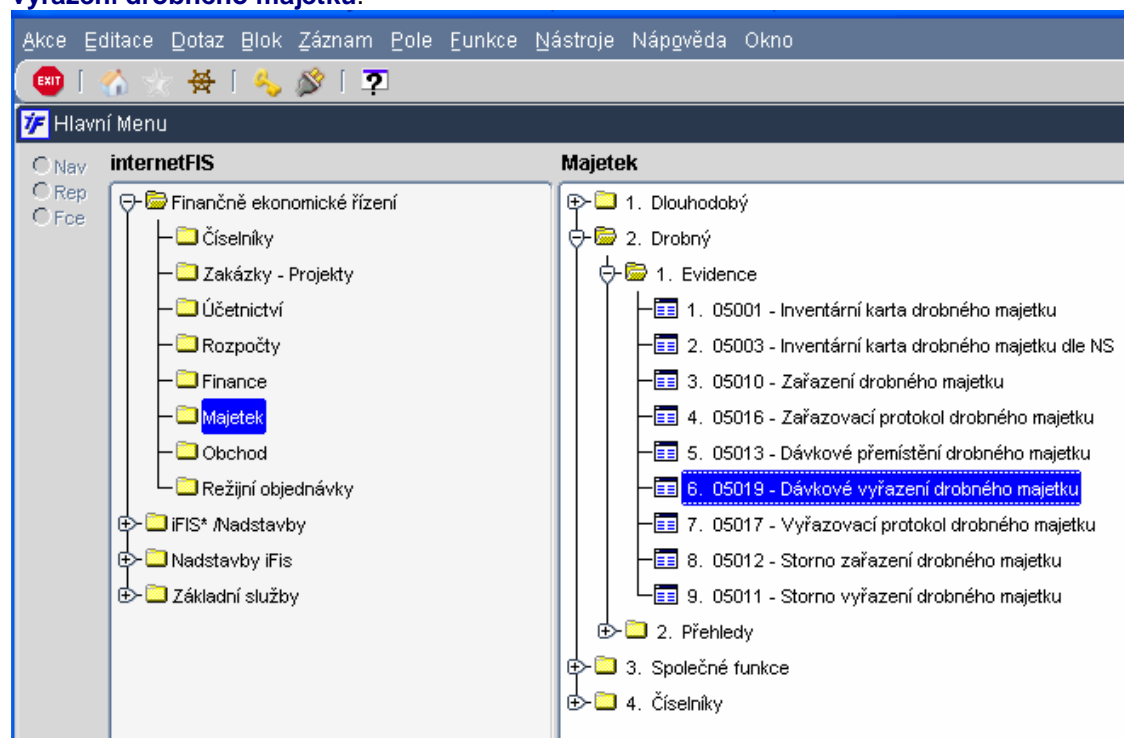 vyřazení drobného majetku.
Akce Editace Dotaz Blok Záznam Pole Funkce Nástroje Nápověda Okno
EXIT ?
iF Hlavní Menu
Nav
Rep
Fce
internetFIS
Finančně ekonomické řízení
Číselníky
Zakázky - Projekty
Účetnictví
Rozpočty
Finance
Majetek
Obchod
Režijní objednávky
iFIS* /Nadstavby
Nadstavby iFis
Základní služby
Majetek
1. Dlouhodobý
2. Drobný
1. Evidence
1. 05001 - Inventární karta drobného majetku
2. 05003 - Inventární karta drobného majetku dle NS
3. 05010 - Zařazení drobného majetku
4. 05016 - Zařazovací protokol drobného majetku
5. 05013 - Dávkové přemístění drobného majetku
6. 05019 - Dávkové vyřazení drobného majetku
7. 05017 - Vyřazovací protokol drobného majetku
8. 05012 - Storno zařazení drobného majetku
9. 05011 - Storno vyřazení drobného majetku
2. Přehledy
3. Společné funkce
4. Číselníky